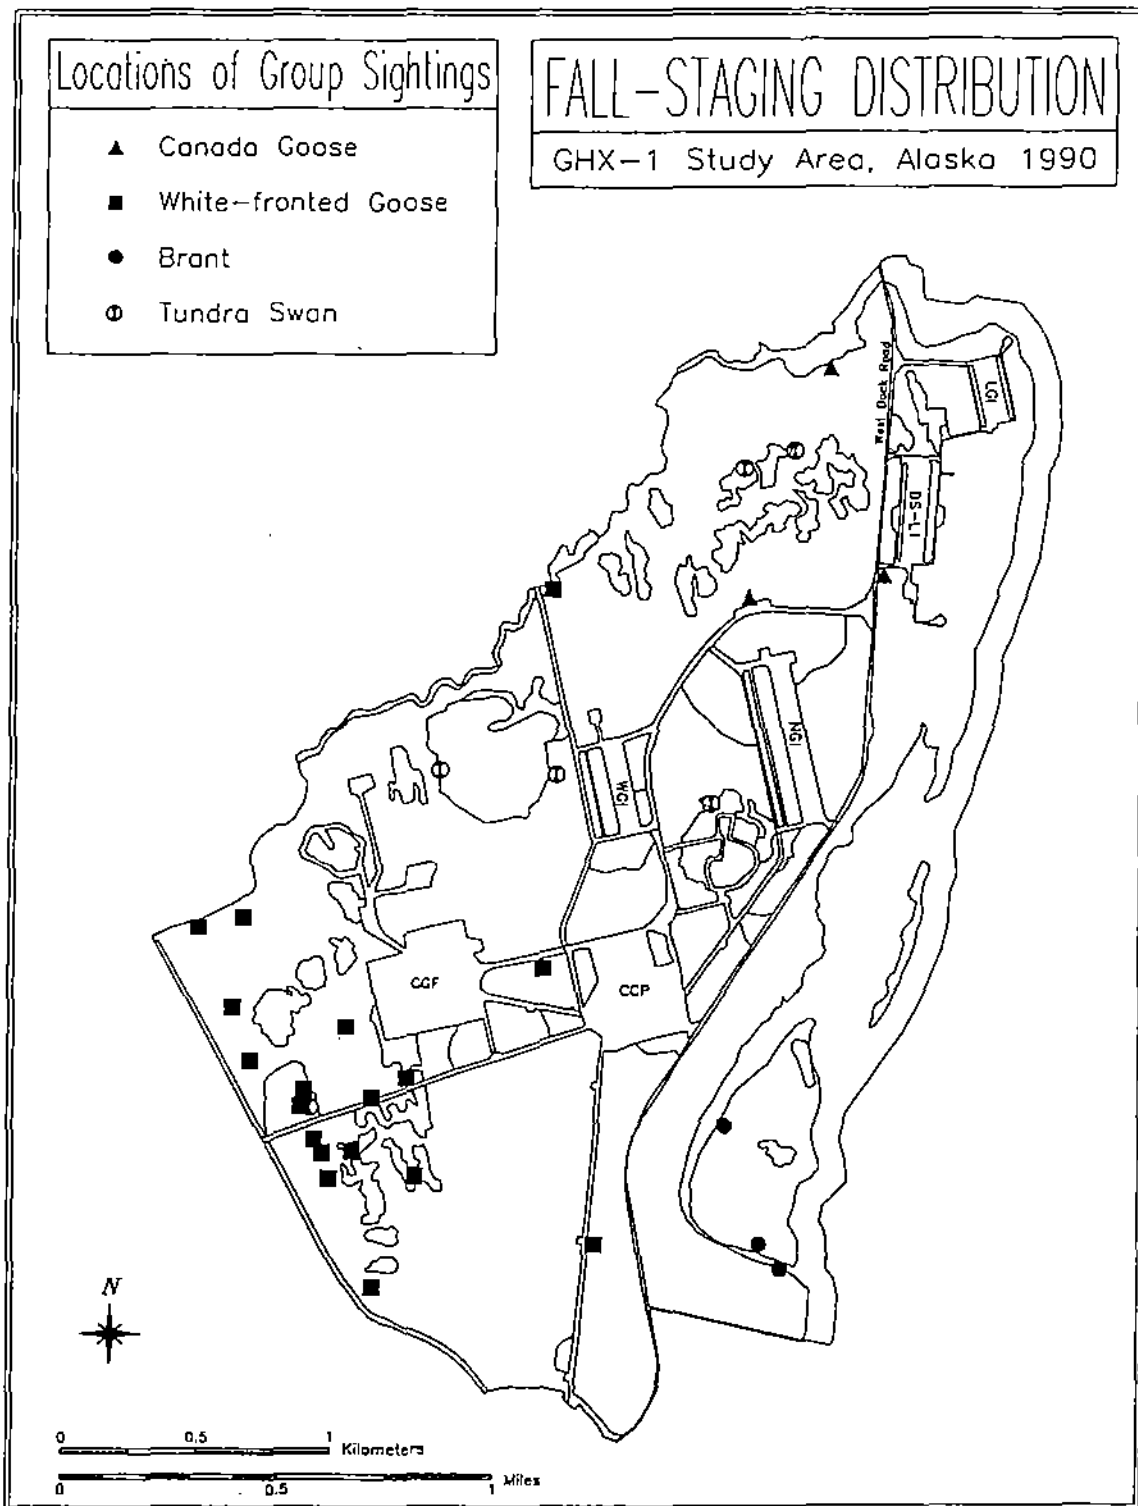 Locations of Group Sightings
Canada Goose
White-fronted Goose
Brant
Tundra Swan
FALL-STAGING DISTRIBUTION
GHX-1 Study Area, Alaska 1990
West Dock Road
LGI
DS-L1
NGI
WGI
CGF
CCP
N
0 0.5 1 Kilometers
0 0.5 1 Miles